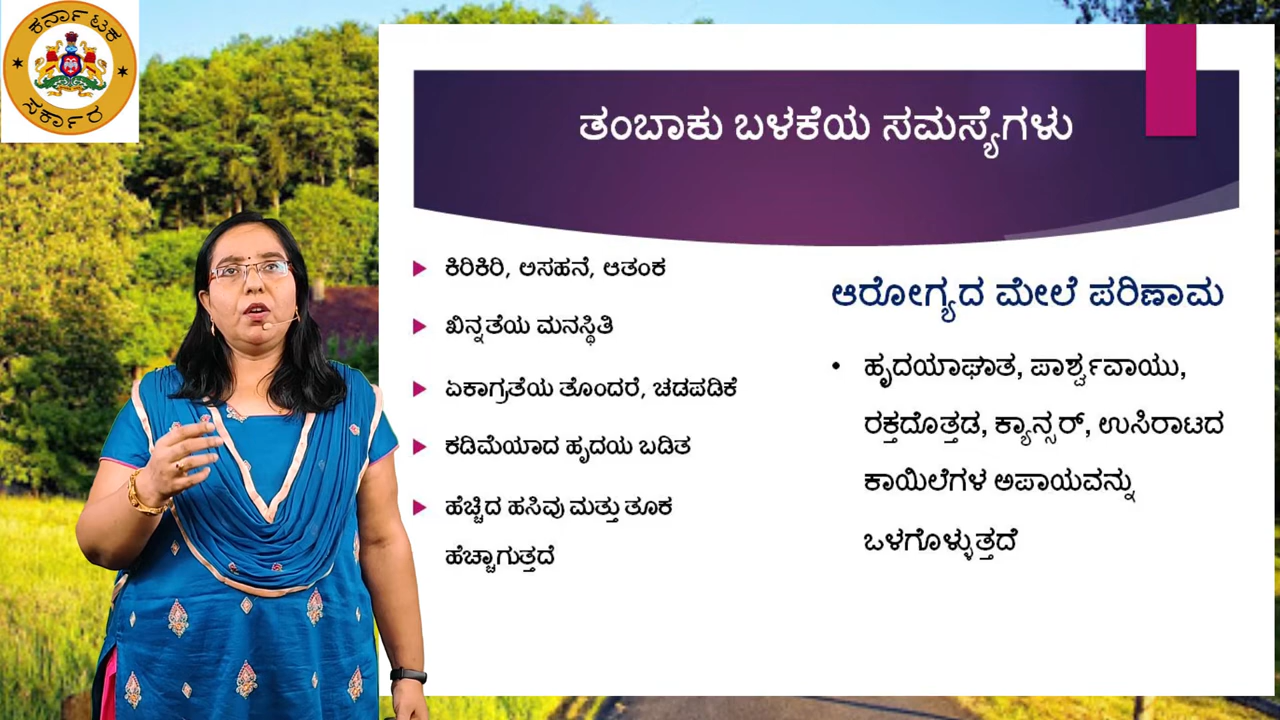 ಕರ್ನಾಟಕ
ಸರ್ಕಾರ
ತಂಬಾಕು ಬಳಕೆಯ ಸಮಸ್ಯೆಗಳು
ಕಿರಿಕಿರಿ, ಅಸಹನೆ, ಆತಂಕ
ಖಿನ್ನತೆಯ ಮನಸ್ಥಿತಿ
ಏಕಾಗ್ರತೆಯ ತೊಂದರೆ, ಚಡಪಡಿಕೆ
ಕಡಿಮೆಯಾದ ಹೃದಯ ಬಡಿತ
ಹೆಚ್ಚಿದ ಹಸಿವು ಮತ್ತು ತೂಕ
ಹೆಚ್ಚಾಗುತ್ತದೆ
ಆರೋಗ್ಯದ ಮೇಲೆ ಪರಿಣಾಮ
• ಹೃದಯಾಘಾತ, ಪಾರ್ಶ್ವವಾಯು,
ರಕ್ತದೊತ್ತಡ, ಕ್ಯಾನ್ಸರ್, ಉಸಿರಾಟದ
ಕಾಯಿಲೆಗಳ ಅಪಾಯವನ್ನು
ಒಳಗೊಳ್ಳುತ್ತದೆ